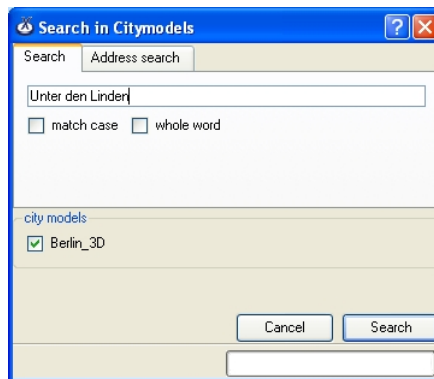 Search in Citymodels
Search Address search
Unter den Linden
match case whole word
city models
Berlin_3D
Cancel Search